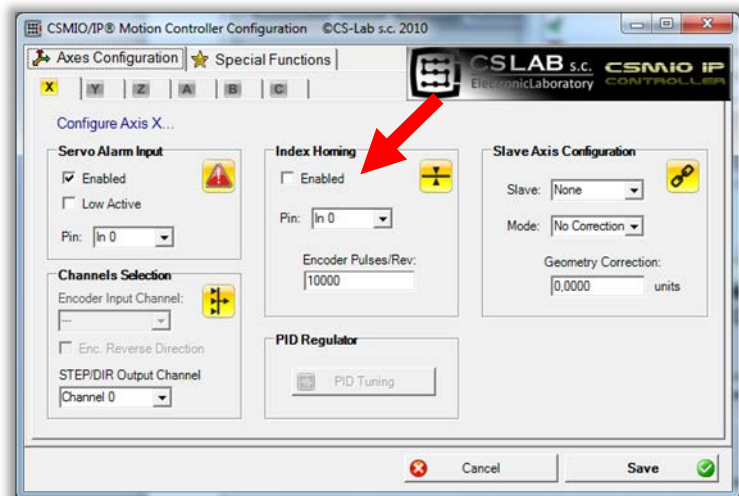 CSMIO/IP® Motion Controller Configuration ©CS-Lab s.c. 2010
Axes Configuration
Special Functions
CSLAB s.c.
ElectronicLaboratory
CSMIO IP
CONTROLLER
X Y Z A B C
Configure Axis X...
Servo Alarm Input
Enabled
Low Active
Pin: In 0
Channels Selection
Encoder Input Channel:
---
Enc. Reverse Direction
STEP/DIR Output Channel
Channel 0
Index Homing
Enabled
Pin: In 0
Encoder Pulses/Rev:
10000
PID Regulator
PID Tuning
Slave Axis Configuration
Slave: None
Mode: No Correction
Geometry Correction:
0,0000 units
Cancel
Save